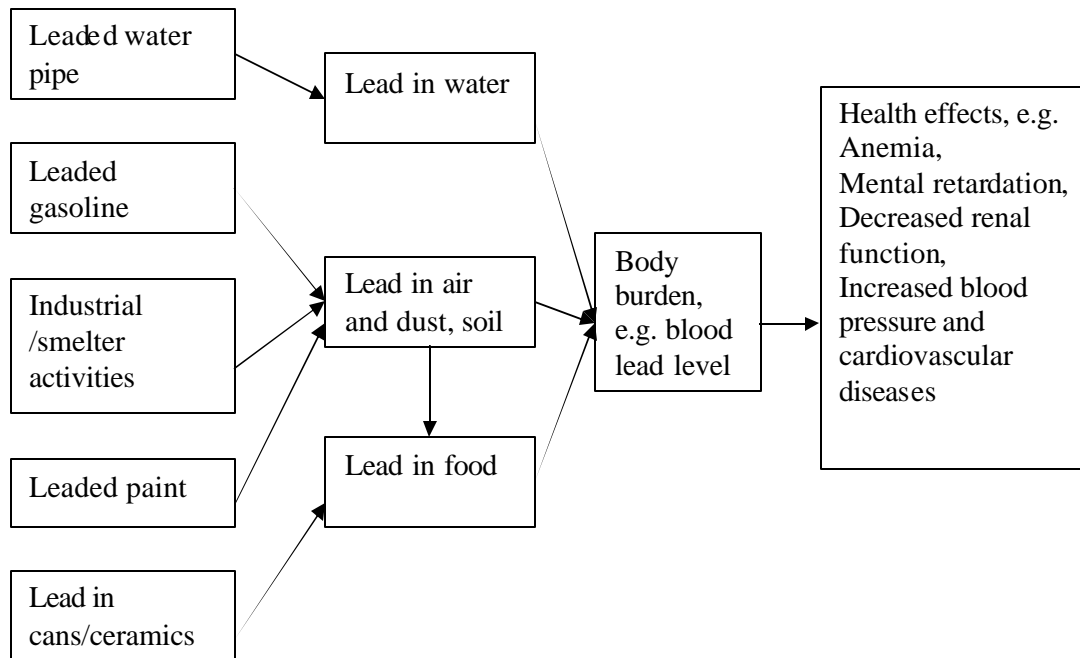 Leaded water
pipe
Leaded
gasoline
Industrial
/smelter
activities
Leaded paint
Lead in
cans/ceramics
Lead in water
Lead in air
and dust, soil
Lead in food
Body
burden,
e.g. blood
lead level
Health effects, e.g.
Anemia,
Mental retardation,
Decreased renal
function,
Increased blood
pressure and
cardiovascular
diseases